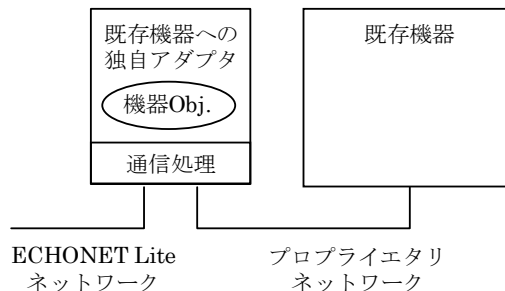 既存機器への
独自アダプタ
機器Obj.
通信処理
既存機器
ECHONET Lite
ネットワーク
プロプライエタリ
ネットワーク